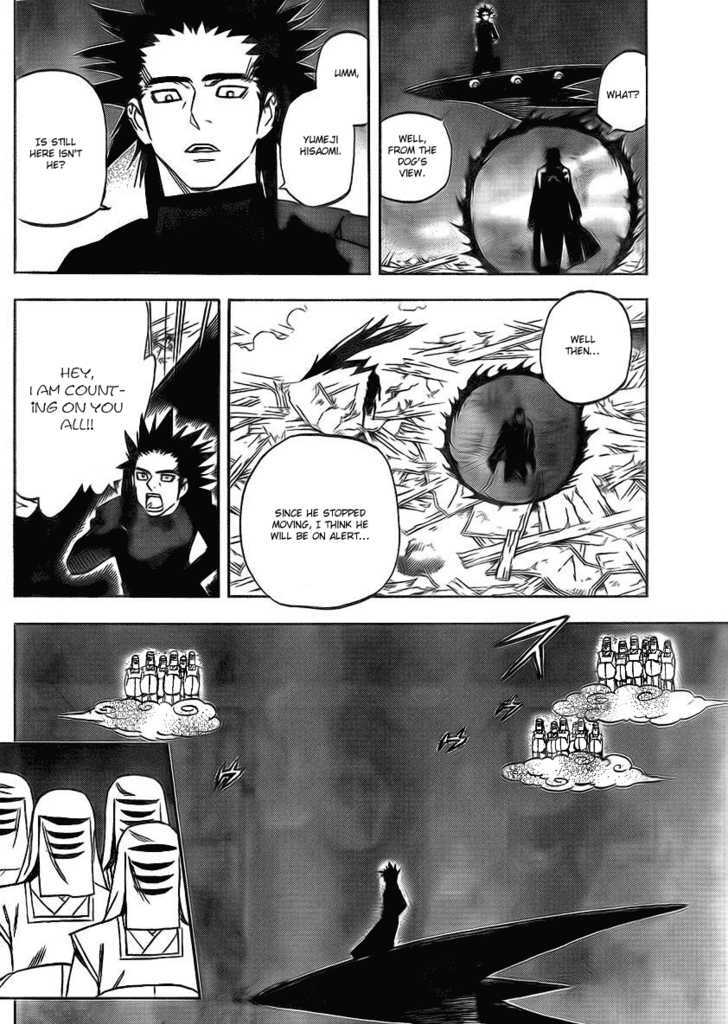 WHAT?
WELL,
FROM THE
DOG'S
VIEW.
UMM,
YUMEJI
HISAOMI.
IS STILL
HERE ISN'T
HE?
WELL
THEN...
SINCE HE STOPPED
MOVING, I THINK HE
WILL BE ON ALERT...
HEY,
I AM COUNT-
ING ON YOU
ALL!!